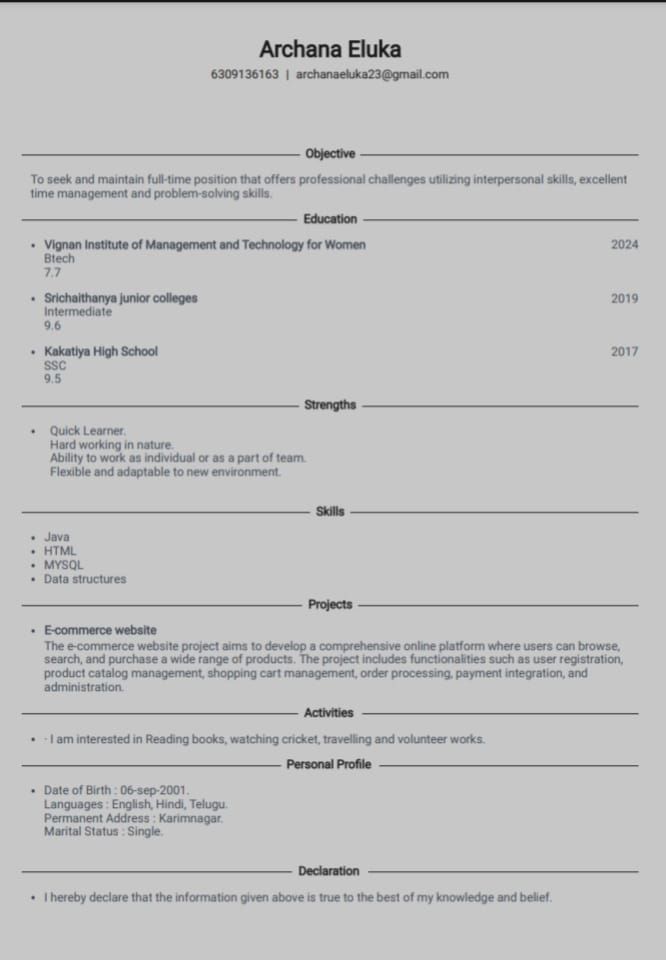 Archana Eluka
6309136163 | archanaeluka23@gmail.com
Objective
To seek and maintain full-time position that offers professional challenges utilizing interpersonal skills, excellent
time management and problem-solving skills.
Education
• Vignan Institute of Management and Technology for Women 2024
Btech
7.7
• Srichaithanya junior colleges 2019
Intermediate
9.6
• Kakatiya High School 2017
SSC
9.5
Strengths
• Quick Learner.
Hard working in nature.
Ability to work as individual or as a part of team.
Flexible and adaptable to new environment.
Skills
• Java
• HTML
• MYSQL
• Data structures
Projects
• E-commerce website
The e-commerce website project aims to develop a comprehensive online platform where users can browse,
search, and purchase a wide range of products. The project includes functionalities such as user registration,
product catalog management, shopping cart management, order processing, payment integration, and
administration.
Activities
• · I am interested in Reading books, watching cricket, travelling and volunteer works.
Personal Profile
• Date of Birth : 06-sep-2001.
Languages : English, Hindi, Telugu.
Permanent Address : Karimnagar.
Marital Status : Single.
Declaration
• I hereby declare that the information given above is true to the best of my knowledge and belief.